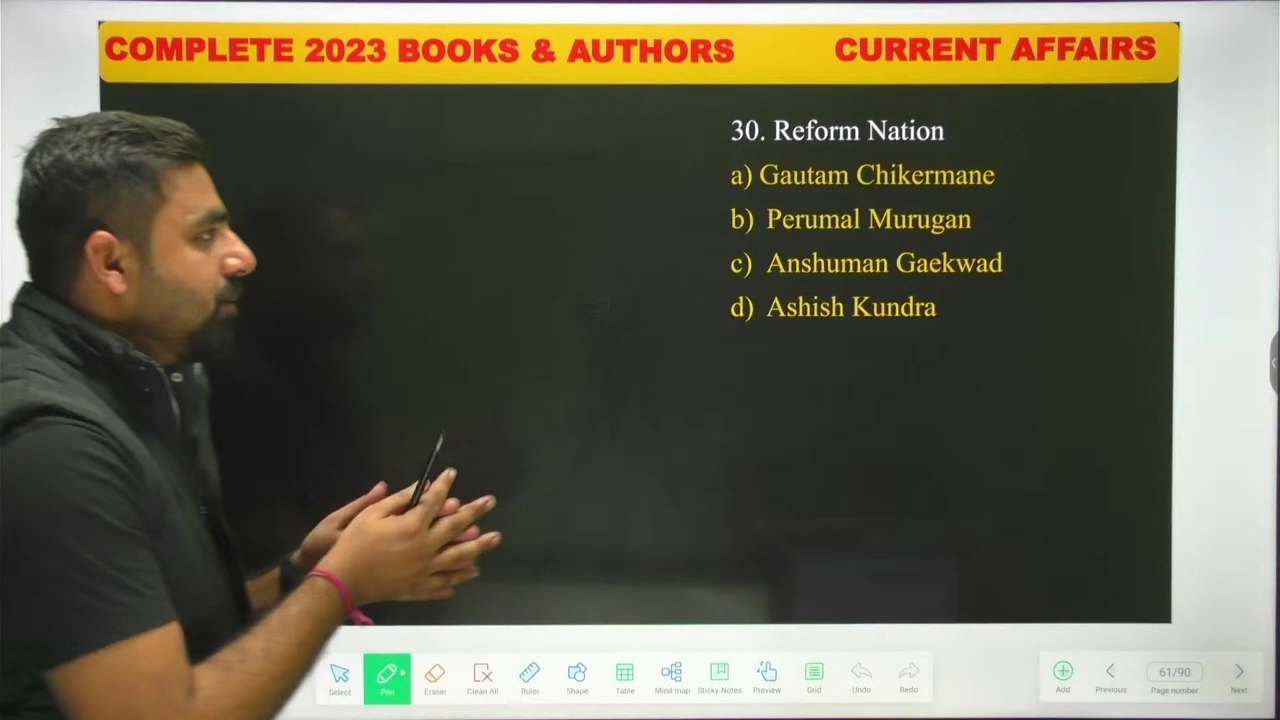 COMPLETE 2023 BOOKS & AUTHORS CURRENT AFFAIRS
30. Reform Nation
a) Gautam Chikermane
b) Perumal Murugan
c) Anshuman Gaekwad
d) Ashish Kundra
Select Pen Eraser Clean All Ruler Shape Table Mind map Sticky-Notes Preview Grid Undo Redo Add Previous 61/90 Page number Next